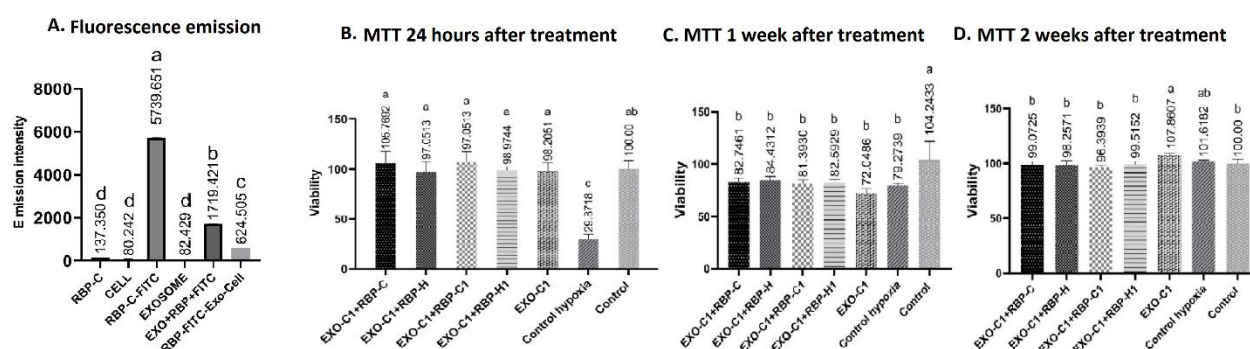 A. Fluorescence emission
E mission intensity
8000
6000
4000
2000
0
137.350 d
80.242 d
5739.651 a
82.429 d
1719.421 b
624.505 c
RBP-C
CELL
RBP-C-FITC
EXOSOME
EXO+RBP+FITC
RBP-FITC-Exo-Cell
B. MTT 24 hours after treatment
Viability
150
100
50
0
105.7692 a
97.0513 a
97.0513 a
98.9744 a
98.2051 a
29.8718 c
100.00 ab
EXO-C1+RBP-C
EXO-C1+RBP-H
EXO-C1+RBP-C1
EXO-C1+RBP-H1
EXO-C1
Control hypoxia
Control
C. MTT 1 week after treatment
Viability
150
100
50
0
82.7461 b
84.4312 b
81.3930 b
82.5929 b
72.0486 b
79.2739 b
104.2433 a
EXO-C1+RBP-C
EXO-C1+RBP-H
EXO-C1+RBP-C1
EXO-C1+RBP-H1
EXO-C1
Control hypoxia
Control
D. MTT 2 weeks after treatment
Viability
150
100
50
0
99.0725 b
98.2571 b
96.3939 b
99.5152 b
107.8607 a
101.6182 ab
100.00 b
EXO-C1+RBP-C
EXO-C1+RBP-H
EXO-C1+RBP-C1
EXO-C1+RBP-H1
EXO-C1
Control hypoxia
Control